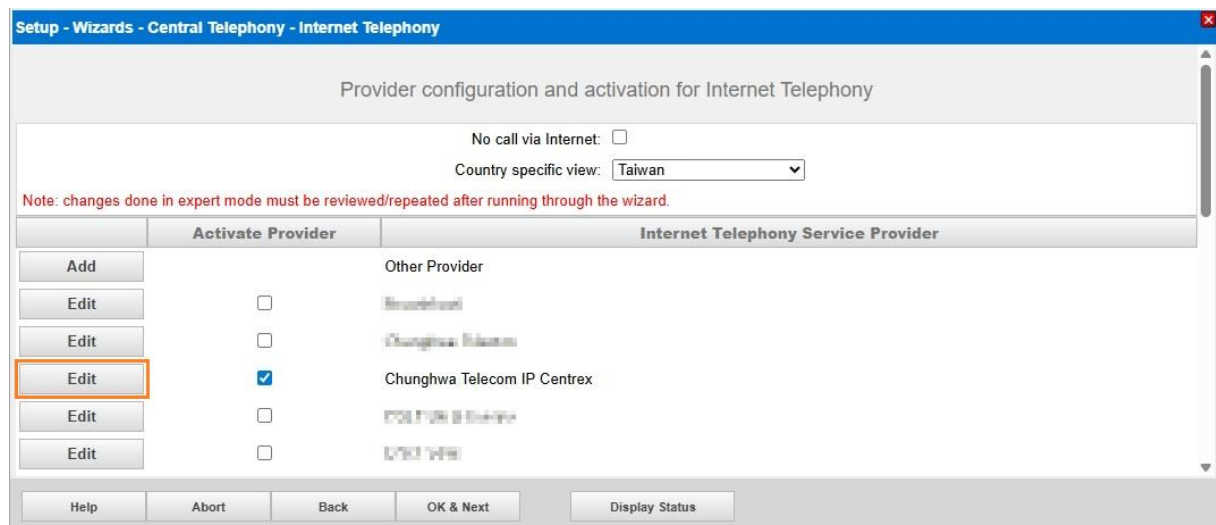 Setup - Wizards - Central Telephony - Internet Telephony
Provider configuration and activation for Internet Telephony
No call via Internet:
Country specific view: Taiwan
Note: changes done in expert mode must be reviewed/repeated after running through the wizard.
Activate Provider Internet Telephony Service Provider
Add Other Provider
Edit
Edit
Edit Chunghwa Telecom IP Centrex
Edit
Edit
Help Abort Back OK & Next Display Status